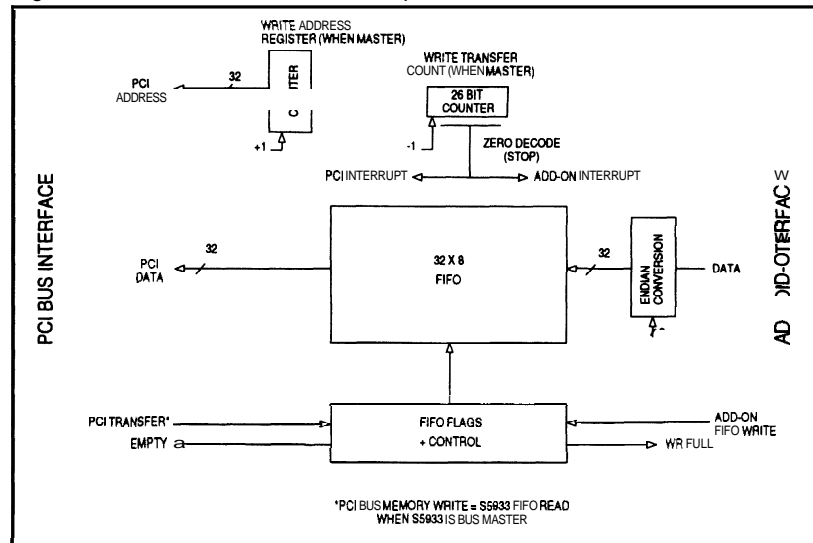 WRITE ADDRESS
REGISTER (WHEN MASTER)
WRITE TRANSFER
COUNT (WHEN MASTER)
PCI
ADDRESS
32
C ITER
26 BIT
COUNTER
+1
-1
ZERO DECODE
(STOP)
PCI INTERRUPT
ADD-ON INTERRUPT
PCI BUS INTERFACE
PCI
DATA
32
32 X 8
FIFO
32
ENDIAN
CONVERSION
DATA
W
PCI TRANSFER*
EMPTY a
FIFO FLAGS
+ CONTROL
ADD-ON
FIFO WRITE
WR FULL
*PCI BUS MEMORY WRITE = S5933 FIFO READ
WHEN S5933 IS BUS MASTER